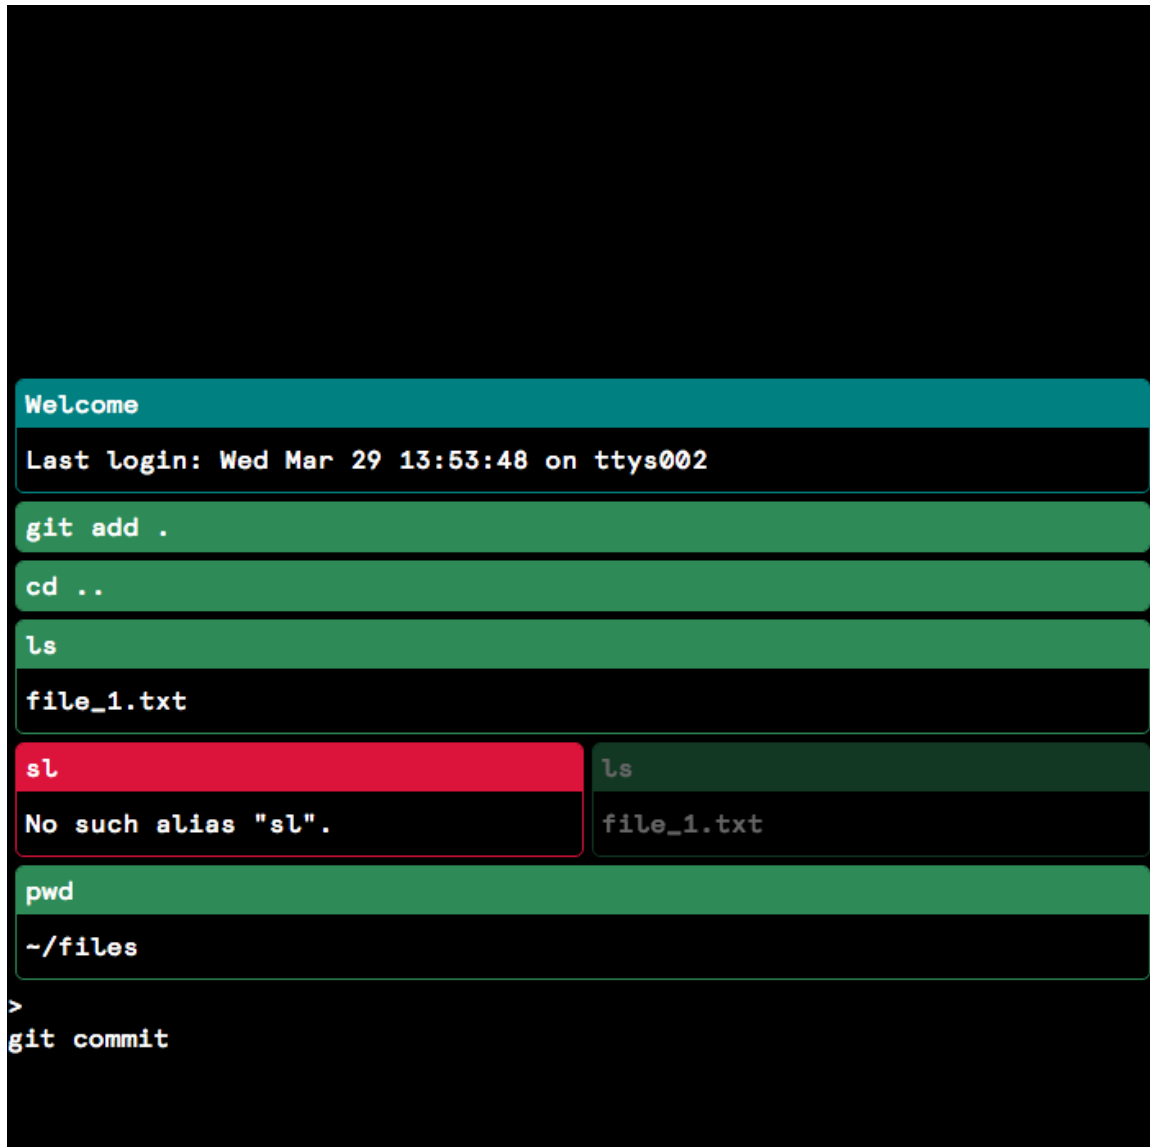 Welcome
Last login: Wed Mar 29 13:53:48 on ttys002
git add .
cd ..
ls
file_1.txt
sl
No such alias "sl".
ls
file_1.txt
pwd
~/files
>
git commit